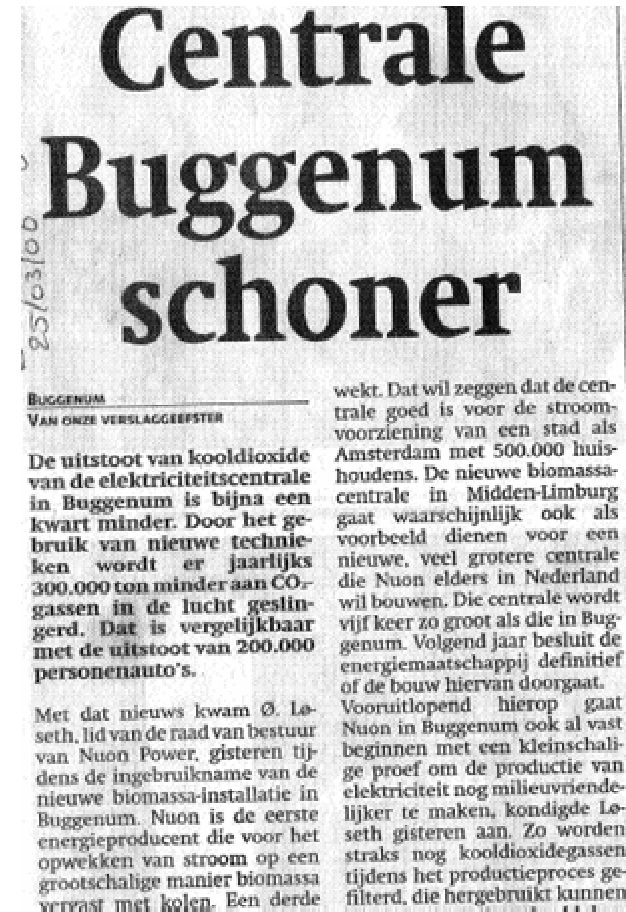 Centrale
Buggenum
schoner
25/03/00
BUGGENUM
VAN ONZE VERSLAGGEEFSTER
De uitstoot van kooldioxide
van de elektriciteitscentrale
in Buggenum is bijna een
kwart minder. Door het ge-
bruik van nieuwe technie-
ken wordt er jaarlijks
300.000 ton minder aan CO₂-
gassen in de lucht geslin-
gerd. Dat is vergelijkbaar
met de uitstoot van 200.000
personenauto's.
Met dat nieuws kwam Ø. Lø-
seth, lid van de raad van bestuur
van Nuon Power, gisteren tij-
dens de ingebruikname van de
nieuwe biomassa-installatie in
Buggenum. Nuon is de eerste
energieproducent die voor het
opwekken van stroom op een
grootschalige manier biomassa
vergast met kolen. Een derde
wekt. Dat wil zeggen dat de cen-
trale goed is voor de stroom-
voorziening van een stad als
Amsterdam met 500.000 huis-
houdens. De nieuwe biomassa-
centrale in Midden-Limburg
gaat waarschijnlijk ook als
voorbeeld dienen voor een
nieuwe, veel grotere centrale
die Nuon elders in Nederland
wil bouwen. Die centrale wordt
vijf keer zo groot als die in Bug-
genum. Volgend jaar besluit de
energiemaatschappij definitief
of de bouw hiervan doorgaat.
Vooruitlopend hierop gaat
Nuon in Buggenum ook al vast
beginnen met een kleinschali-
ge proef om de productie van
elektriciteit nog milieuvriende-
lijker te maken, kondigde Lø-
seth gisteren aan. Zo worden
straks nog kooldioxidegassen
tijdens het productieproces ge-
filterd, die hergebruikt kunnen